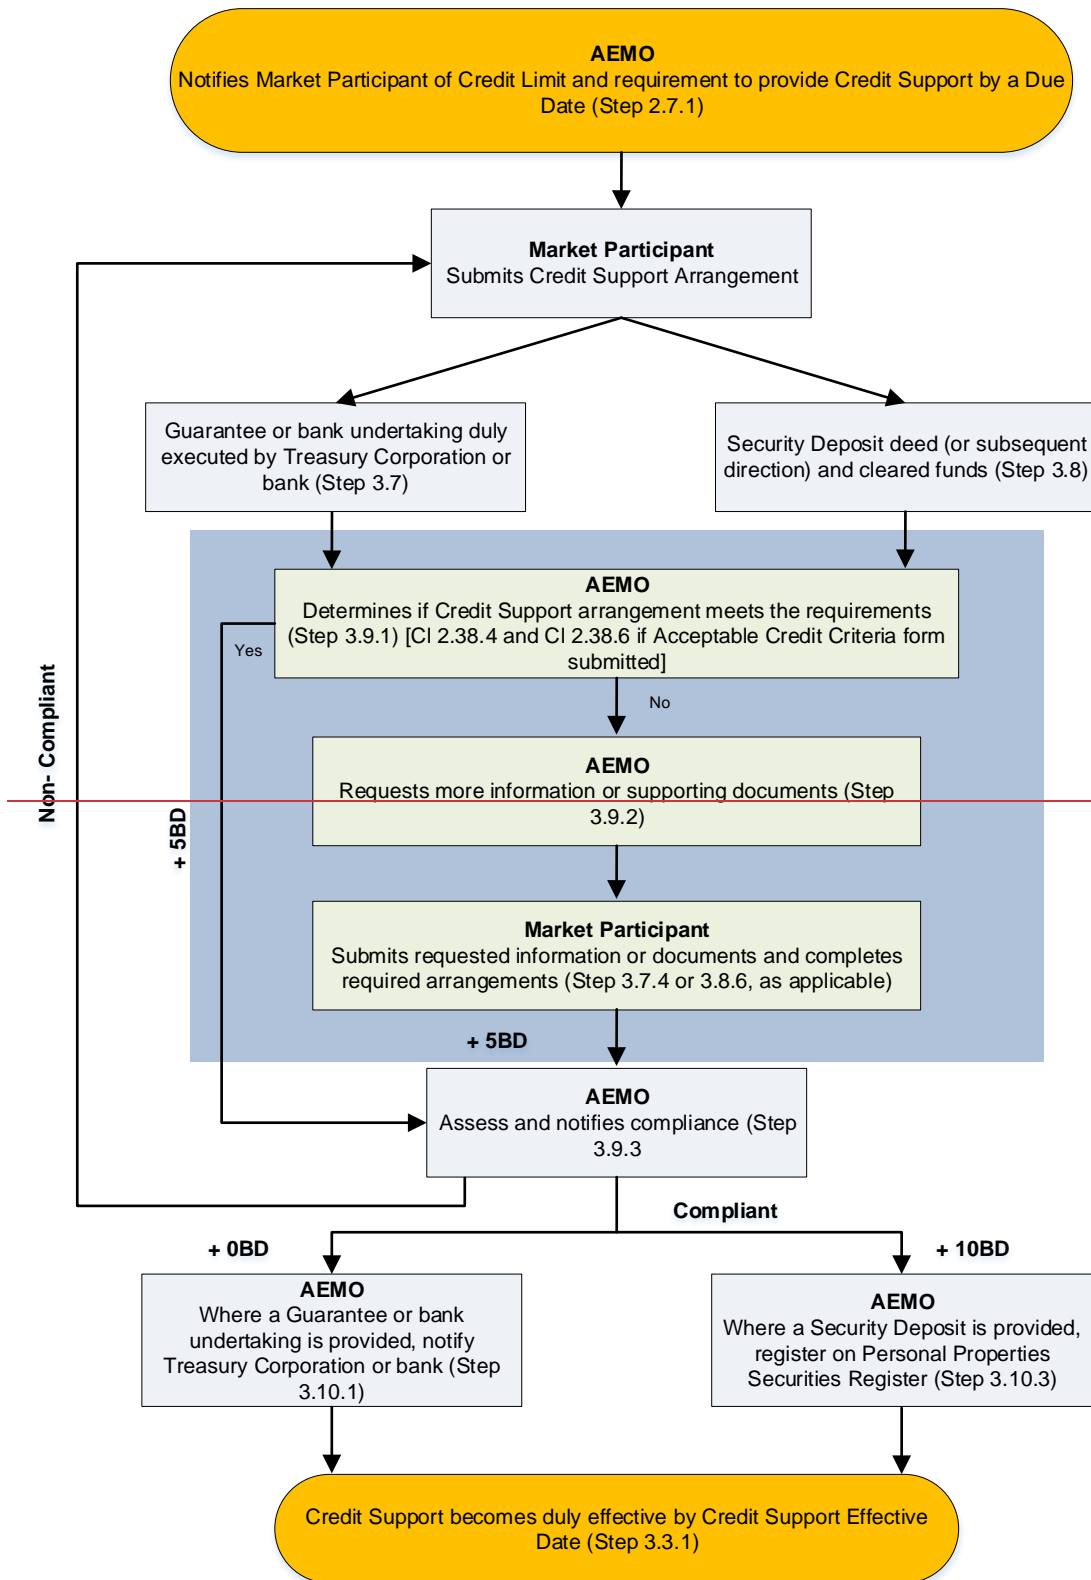 AEMO
Notifies Market Participant of Credit Limit and requirement to provide Credit Support by a Due
Date (Step 2.7.1)
Market Participant
Submits Credit Support Arrangement
Guarantee or bank undertaking duly
executed by Treasury Corporation or
bank (Step 3.7)
Security Deposit deed (or subsequent
direction) and cleared funds (Step 3.8)
AEMO
Determines if Credit Support arrangement meets the requirements
(Step 3.9.1) [Cl 2.38.4 and Cl 2.38.6 if Acceptable Credit Criteria form
submitted]
Yes
No
AEMO
Requests more information or supporting documents (Step
3.9.2)
Non- Compliant
+ 5BD
Market Participant
Submits requested information or documents and completes
required arrangements (Step 3.7.4 or 3.8.6, as applicable)
+ 5BD
AEMO
Assess and notifies compliance (Step
3.9.3
Compliant
+ 0BD
+ 10BD
AEMO
Where a Guarantee or bank
undertaking is provided, notify
Treasury Corporation or bank (Step
3.10.1)
AEMO
Where a Security Deposit is provided,
register on Personal Properties
Securities Register (Step 3.10.3)
Credit Support becomes duly effective by Credit Support Effective
Date (Step 3.3.1)